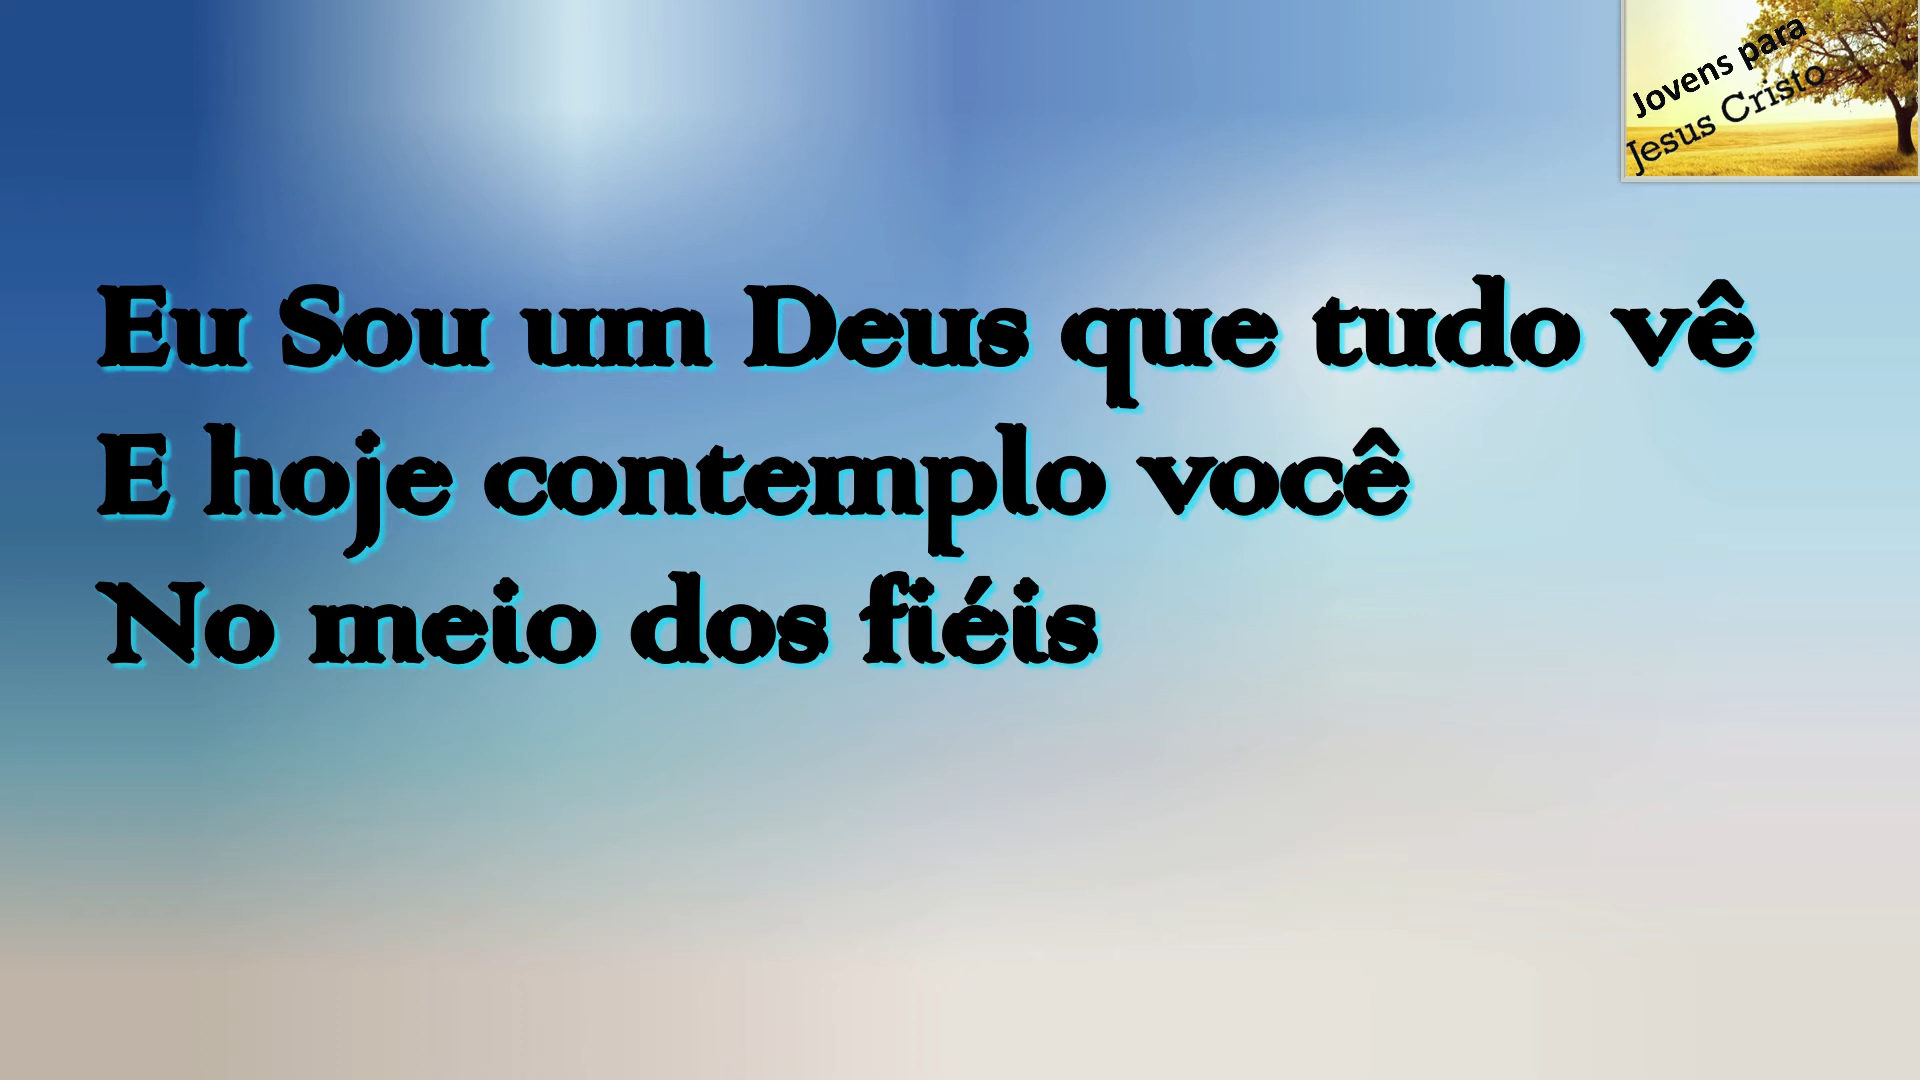 Jovens para
Jesus Cristo
Eu Sou um Deus que tudo vê
E hoje contemplo você
No meio dos fiéis